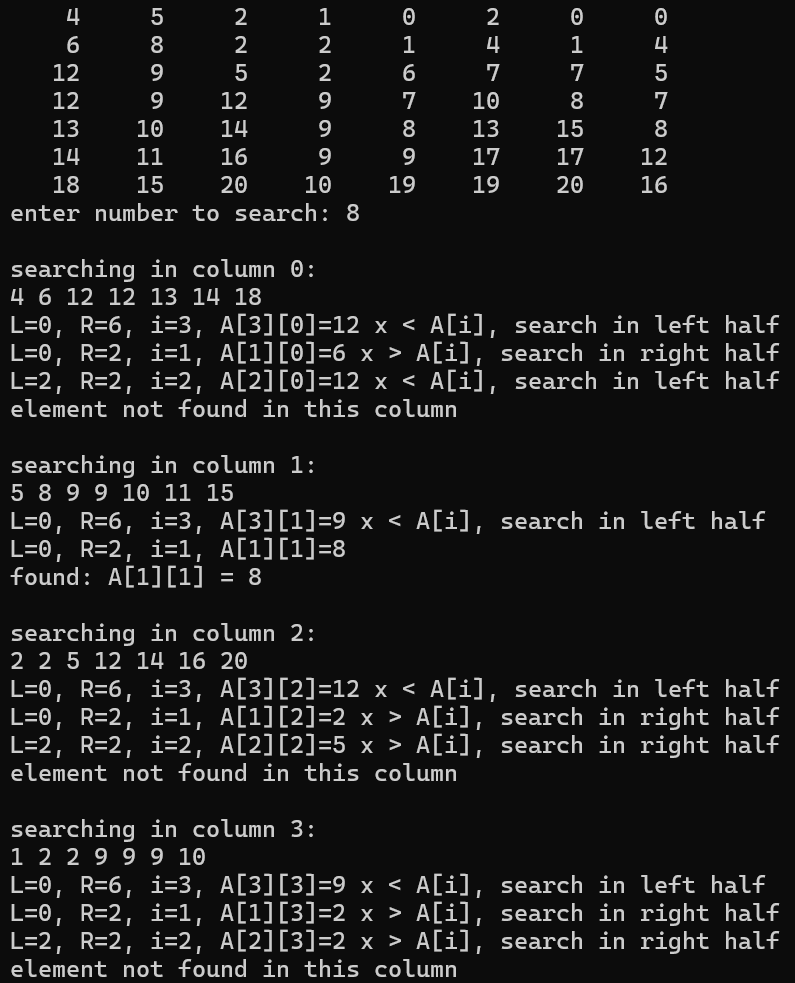 4 5 2 1 0 2 0 0
6 8 2 2 1 4 1 4
12 9 5 2 6 7 7 5
12 9 12 9 7 10 8 7
13 10 14 9 8 13 15 8
14 11 16 9 9 17 17 12
18 15 20 10 19 19 20 16
enter number to search: 8
searching in column 0:
4 6 12 12 13 14 18
L=0, R=6, i=3, A[3][0]=12 x < A[i], search in left half
L=0, R=2, i=1, A[1][0]=6 x > A[i], search in right half
L=2, R=2, i=2, A[2][0]=12 x < A[i], search in left half
element not found in this column
searching in column 1:
5 8 9 9 10 11 15
L=0, R=6, i=3, A[3][1]=9 x < A[i], search in left half
L=0, R=2, i=1, A[1][1]=8
found: A[1][1] = 8
searching in column 2:
2 2 5 12 14 16 20
L=0, R=6, i=3, A[3][2]=12 x < A[i], search in left half
L=0, R=2, i=1, A[1][2]=2 x > A[i], search in right half
L=2, R=2, i=2, A[2][2]=5 x > A[i], search in right half
element not found in this column
searching in column 3:
1 2 2 9 9 9 10
L=0, R=6, i=3, A[3][3]=9 x < A[i], search in left half
L=0, R=2, i=1, A[1][3]=2 x > A[i], search in right half
L=2, R=2, i=2, A[2][3]=2 x > A[i], search in right half
element not found in this column